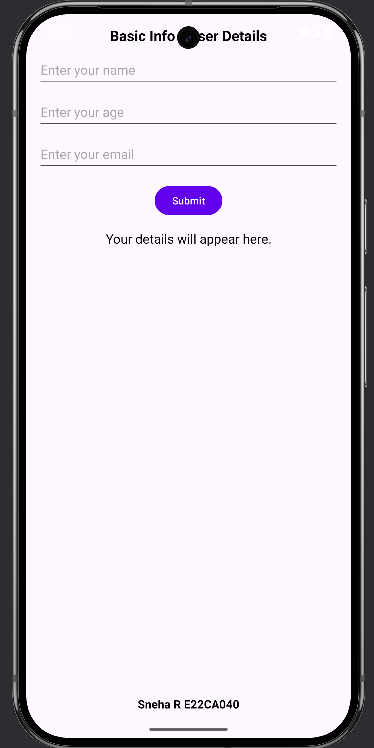 Basic Info ser Details
Enter your name
Enter your age
Enter your email
Submit
Your details will appear here.
Sneha R E22CA040